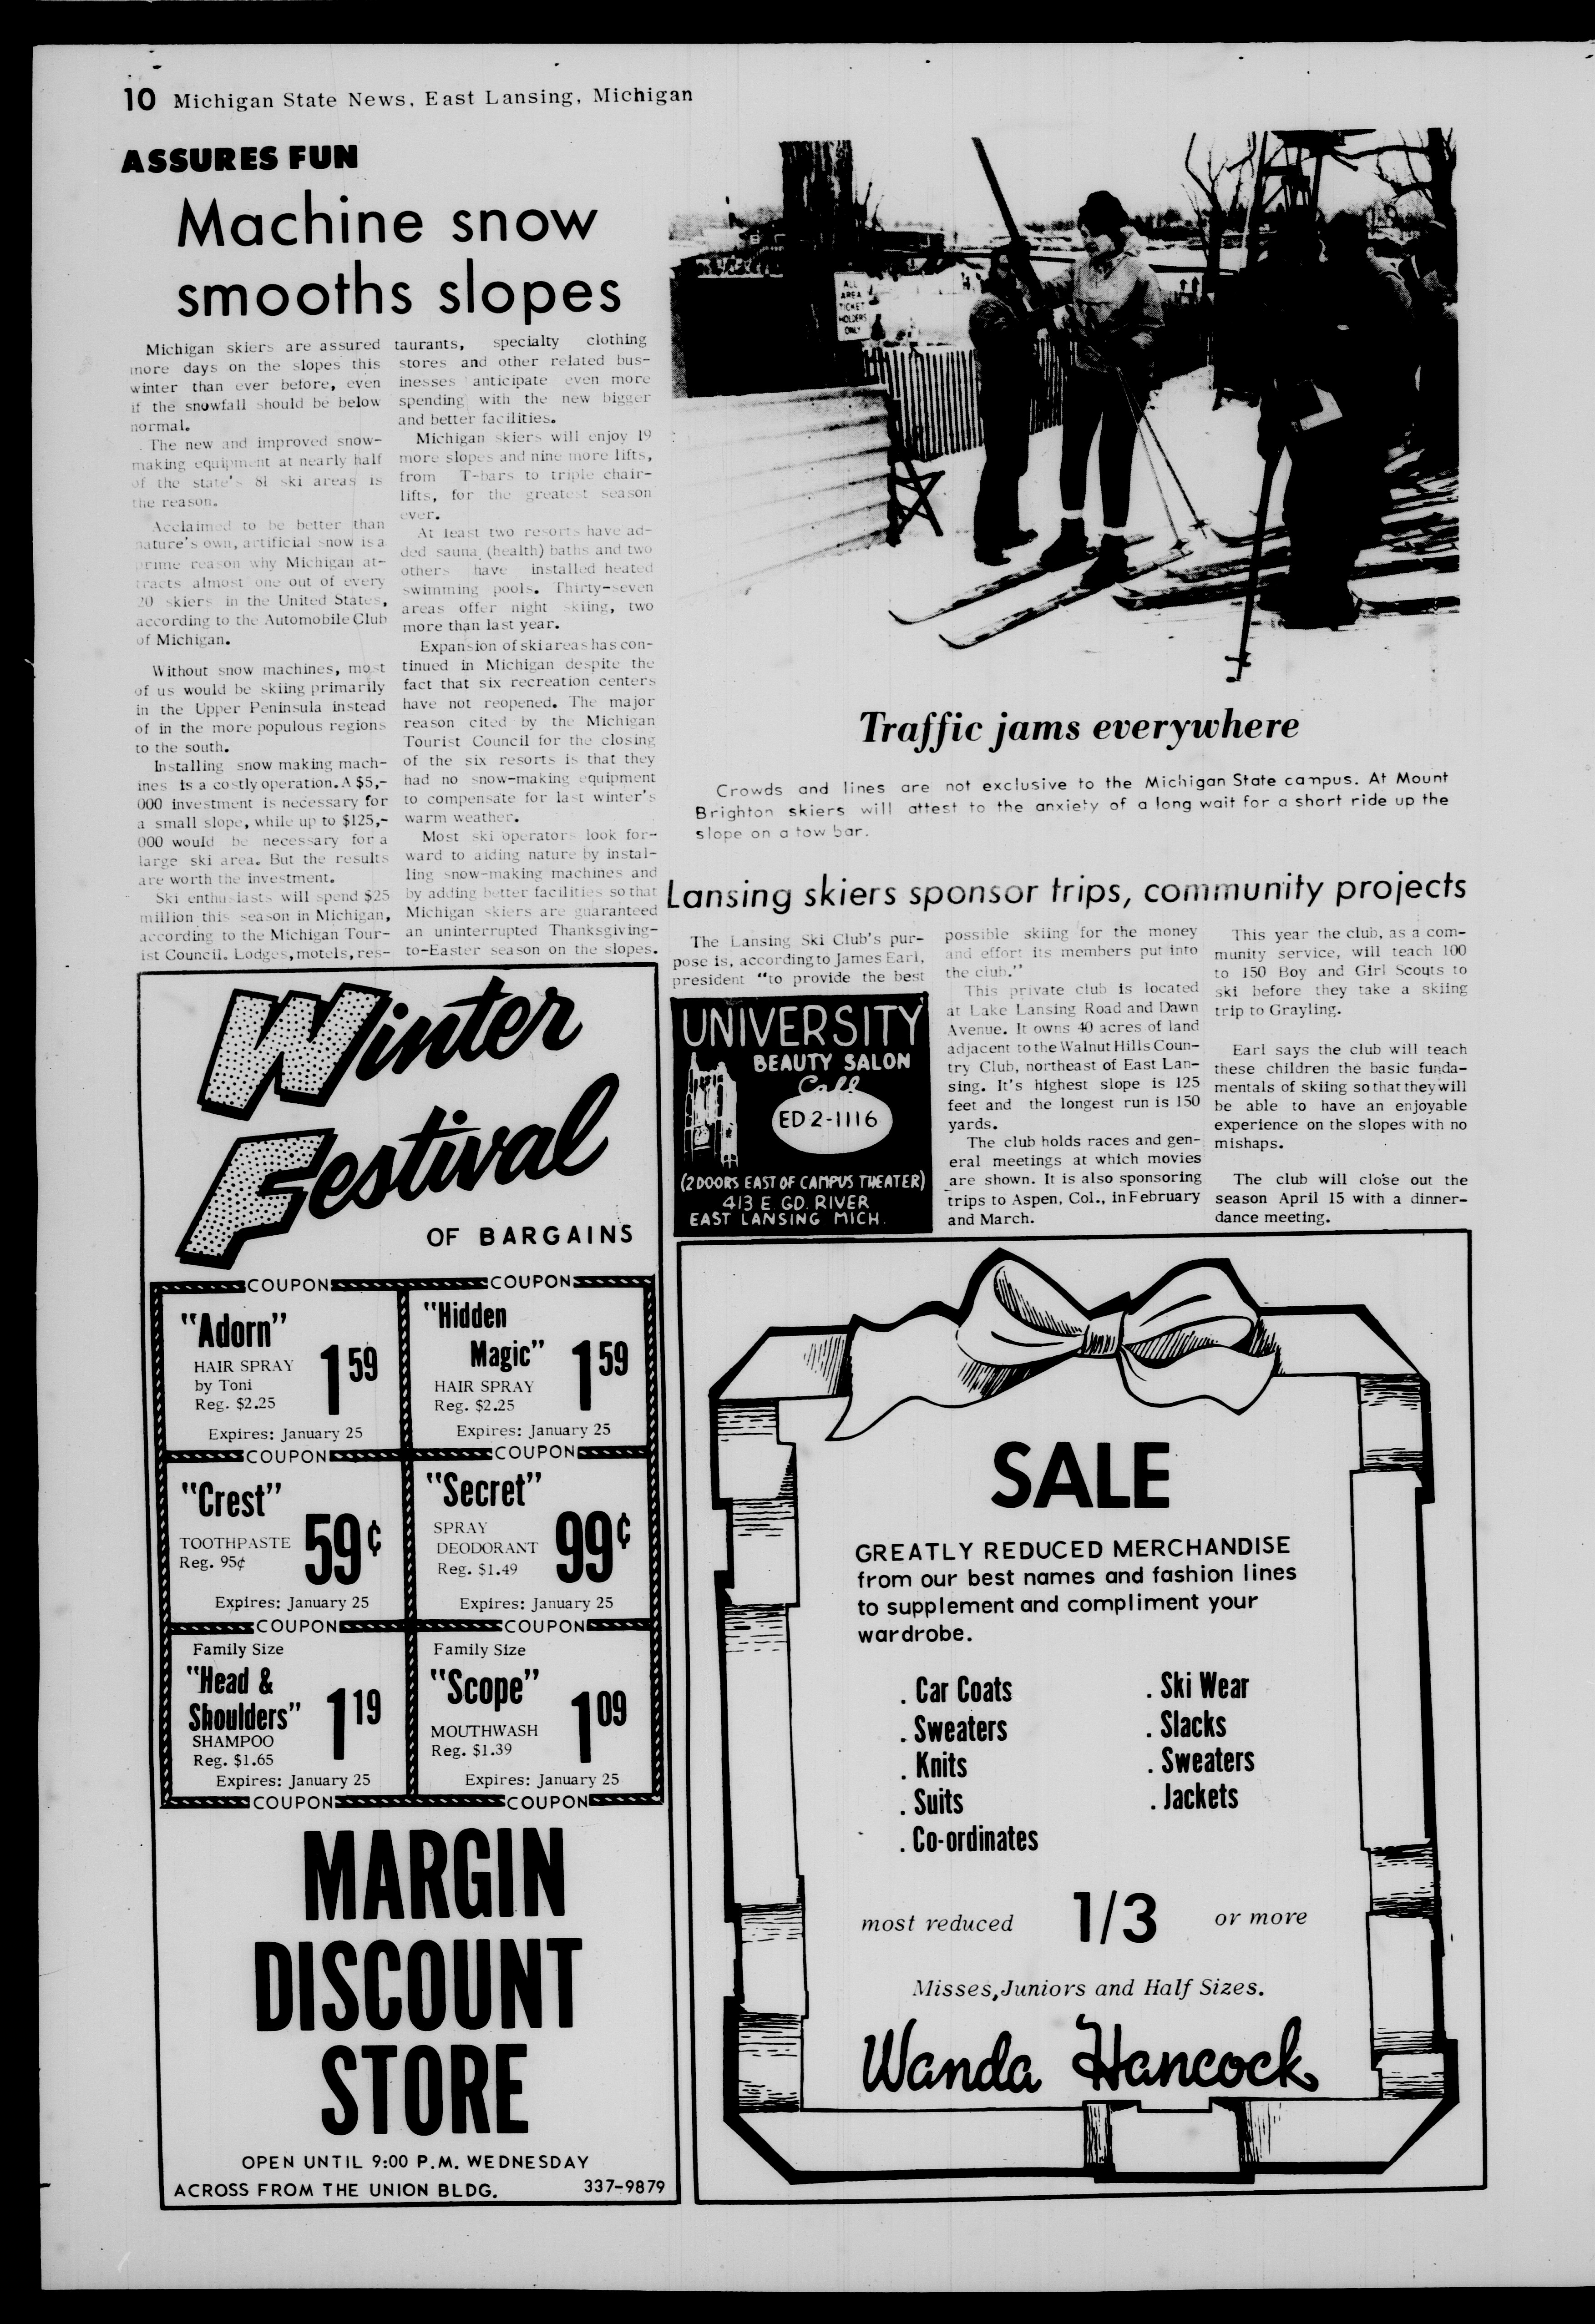 10 Michigan State News, East Lansing, Michigan
ASSURES FUN
Machine snow
smooths slopes
Michigan skiers are assured
more days on the slopes this
winter than ever before, even
if the snowfall should be below
normal.
The new and improved snow-
making equipment at nearly half
of the state's 81 ski areas is
the reason.
Acclaimed to be better than
nature's own, artificial snow is a
prime reason why Michigan at-
tracts almost one out of every
20 skiers in the United States,
according to the Automobile Club
of Michigan.
Without snow machines, most
of us would be skiing primarily
in the Upper Peninsula instead
of in the more populous regions
to the south.
Installing snow making mach-
ines is a costly operation. A $5,-
000 investment is necessary for
a small slope, while up to $125,-
000 would be necessary for a
large ski area. But the results
are worth the investment.
Ski enthusiasts will spend $25
million this season in Michigan,
according to the Michigan Tour-
ist Council. Lodges, motels, res-
taurants, specialty clothing
stores and other related bus-
inesses anticipate even more
spending with the new bigger
and better facilities.
Michigan skiers will enjoy 19
more slopes and nine more lifts,
from T-bars to triple chair-
lifts, for the greatest season
ever.
At least two resorts have ad-
ded sauna (health) baths and two
others have installed heated
swimming pools. Thirty-seven
areas offer night skiing, two
more than last year.
Expansion of ski areas has con-
tinued in Michigan despite the
fact that six recreation centers
have not reopened. The major
reason cited by the Michigan
Tourist Council for the closing
of the six resorts is that they
had no snow-making equipment
to compensate for last winter's
warm weather.
Most ski operators look for-
ward to aiding nature by instal-
ling snow-making machines and
by adding better facilities so that
Michigan skiers are guaranteed
an uninterrupted Thanksgiving-
to-Easter season on the slopes.
ALL
AREA
TICKET
HOLDERS
ONLY
Traffic jams everywhere
Crowds and lines are not exclusive to the Michigan State campus. At Mount
Brighton skiers will attest to the anxiety of a long wait for a short ride up the
slope on a tow bar.
Lansing skiers sponsor trips, community projects
The Lansing Ski Club's pur-
pose is, according to James Earl,
president "to provide the best
possible skiing for the money
and effort its members put into
the club."
This private club is located
at Lake Lansing Road and Dawn
Avenue. It owns 40 acres of land
adjacent to the Walnut Hills Coun-
try Club, northeast of East Lan-
sing. It's highest slope is 125
feet and the longest run is 150
yards.
The club holds races and gen-
eral meetings at which movies
are shown. It is also sponsoring
trips to Aspen, Col., in February
and March.
This year the club, as a com-
munity service, will teach 100
to 150 Boy and Girl Scouts to
ski before they take a skiing
trip to Grayling.
Earl says the club will teach
these children the basic funda-
mentals of skiing so that they will
be able to have an enjoyable
experience on the slopes with no
mishaps.
The club will close out the
season April 15 with a dinner-
dance meeting.
UNIVERSITY
BEAUTY SALON
Call
ED 2-1116
(2 DOORS EAST OF CAMPUS THEATER)
413 E. GD. RIVER
EAST LANSING MICH.
Winter
Festival
OF BARGAINS
COUPON COUPON
"Adorn"
HAIR SPRAY
by Toni
Reg. $2.25
1 59
Expires: January 25
"Hidden
Magic"
HAIR SPRAY
Reg. $2.25
1 59
Expires: January 25
COUPON COUPON
"Crest"
TOOTHPASTE
Reg. 95¢
59¢
Expires: January 25
"Secret"
SPRAY
DEODORANT
Reg. $1.49
99¢
Expires: January 25
COUPON COUPON
Family Size
"Head &
Shoulders"
SHAMPOO
Reg. $1.65
1 19
Expires: January 25
Family Size
"Scope"
MOUTHWASH
Reg. $1.39
1 09
Expires: January 25
COUPON COUPON
MARGIN
DISCOUNT
STORE
OPEN UNTIL 9:00 P.M. WEDNESDAY
ACROSS FROM THE UNION BLDG. 337-9879
SALE
GREATLY REDUCED MERCHANDISE
from our best names and fashion lines
to supplement and compliment your
wardrobe.
. Car Coats
. Sweaters
. Knits
. Suits
. Co-ordinates
. Ski Wear
. Slacks
. Sweaters
. Jackets
most reduced 1/3 or more
Misses, Juniors and Half Sizes.
Wanda Hancock